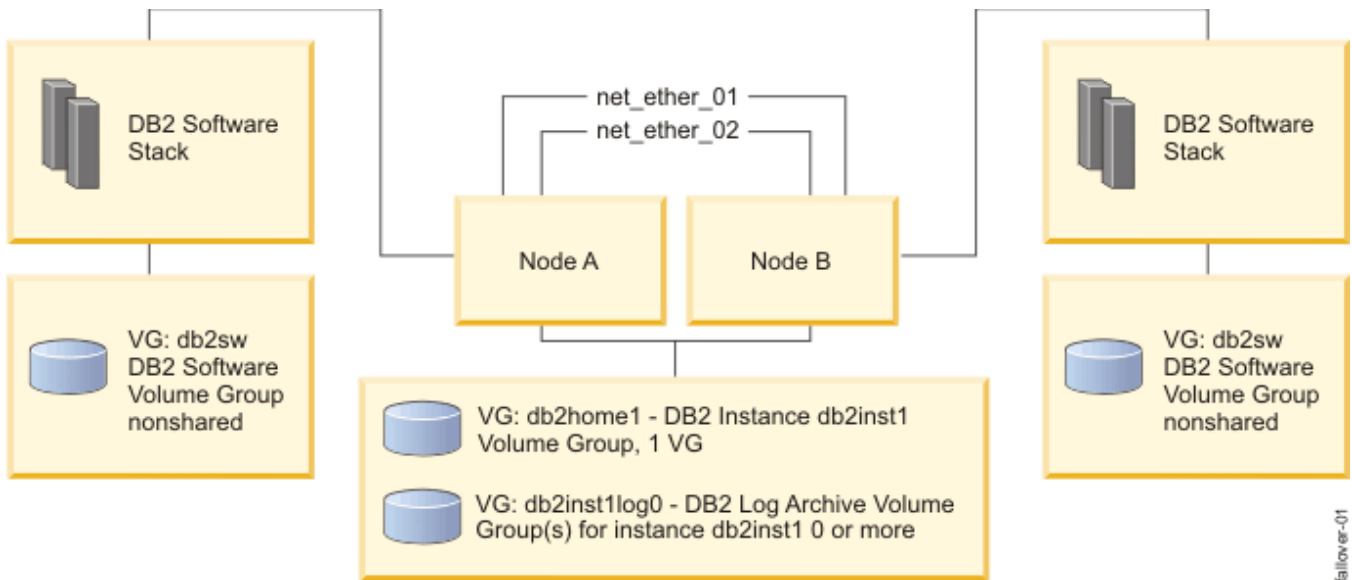 DB2 Software
Stack
net_ether_01
net_ether_02
DB2 Software
Stack
Node A
Node B
VG: db2sw
DB2 Software
Volume Group
nonshared
VG: db2sw
DB2 Software
Volume Group
nonshared
VG: db2home1 - DB2 Instance db2inst1
Volume Group, 1 VG
VG: db2inst1log0 - DB2 Log Archive Volume
Group(s) for instance db2inst1 0 or more